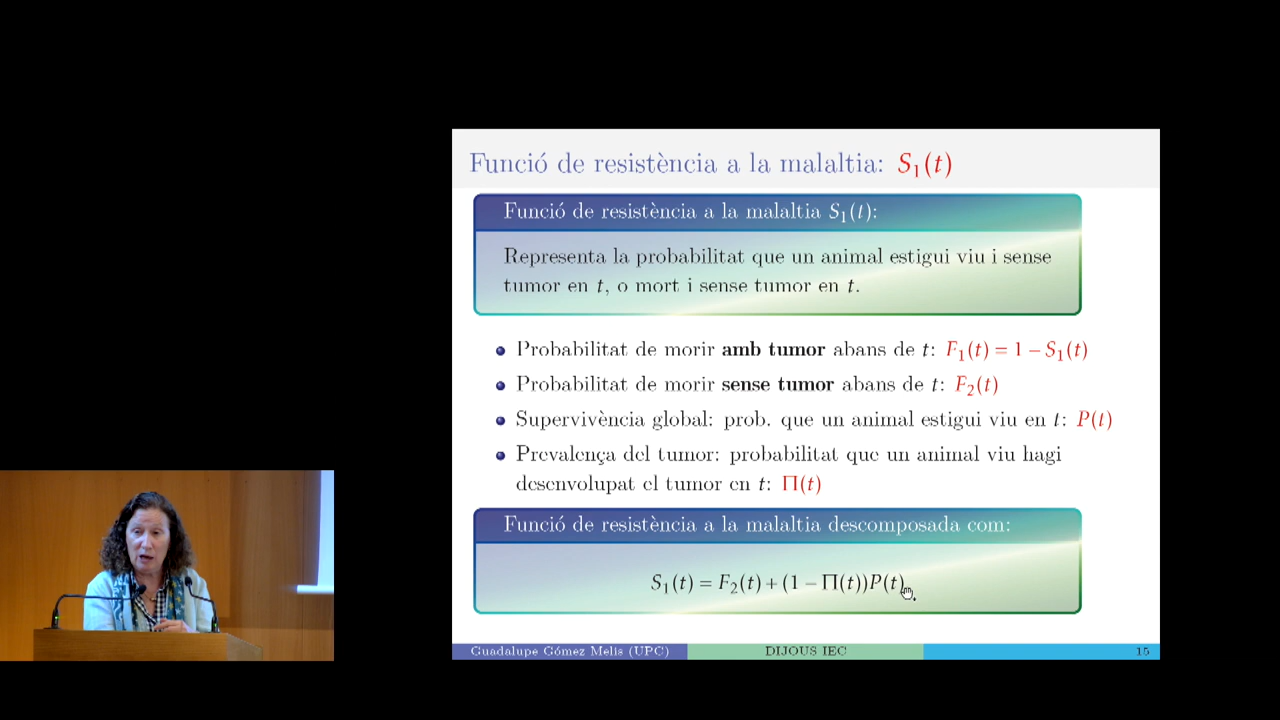 Funció de resistència a la malaltia: S₁(t)
Funció de resistència a la malaltia S₁(t):
Representa la probabilitat que un animal estigui viu i sense
tumor en t, o mort i sense tumor en t.
Probabilitat de morir amb tumor abans de t: F₁(t) = 1 − S₁(t)
Probabilitat de morir sense tumor abans de t: F₂(t)
Supervivència global: prob. que un animal estigui viu en t: P(t)
Prevalença del tumor: probabilitat que un animal viu hagi
desenvolupat el tumor en t: Π(t)
Funció de resistència a la malaltia descomposada com:
S₁(t) = F₂(t) + (1 − Π(t))P(t)
Guadalupe Gómez Melis (UPC) DIJOUS IEC 15